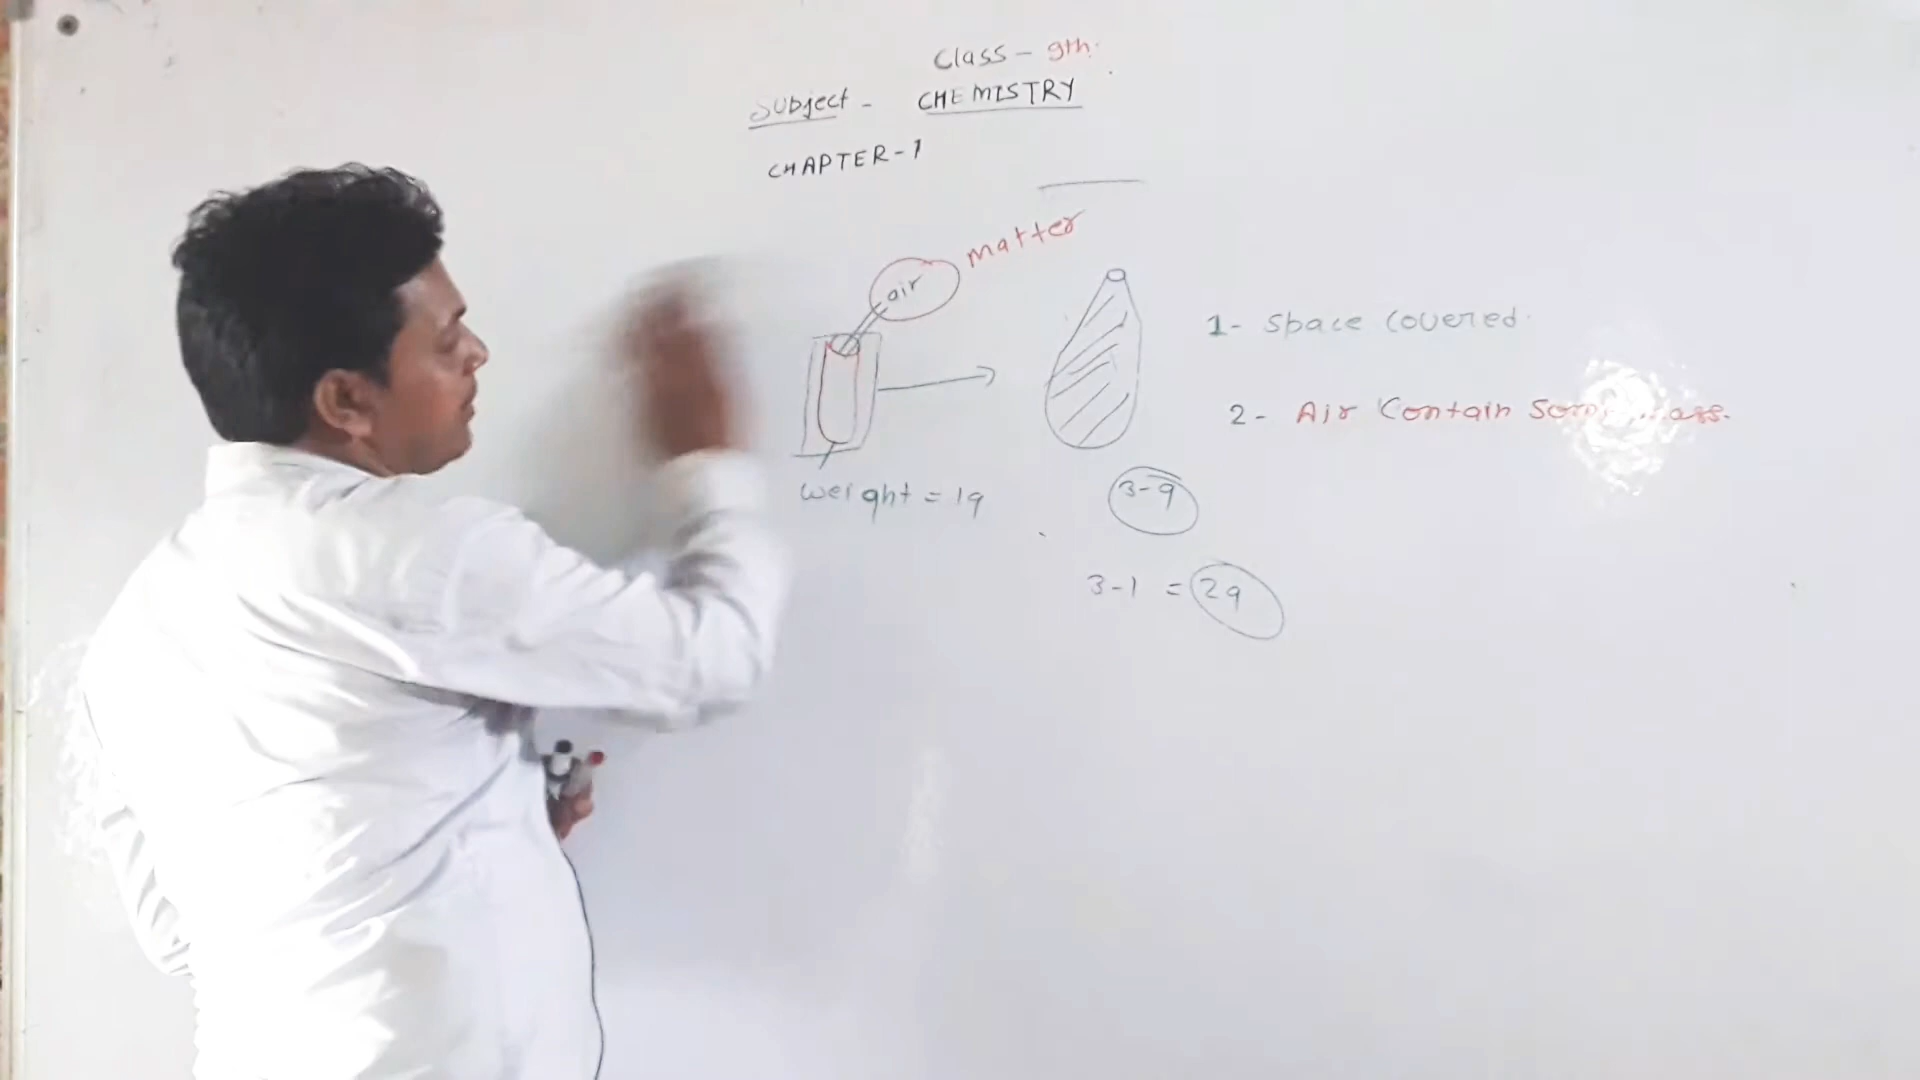 Class - 9th.
Subject - CHEMISTRY
CHAPTER-1
matter
air
1- Space Covered.
2- Air Contain
weight = 1g
3-g
3-1 = 2g